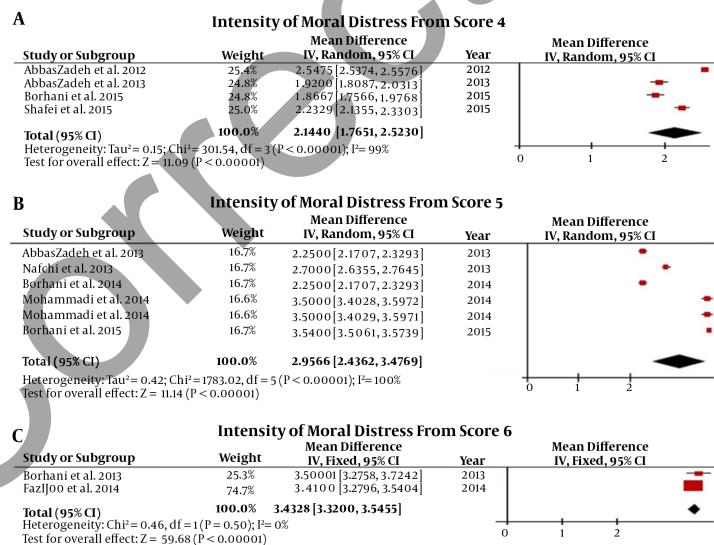 A
Intensity of Moral Distress From Score 4
Mean Difference Mean Difference
Study or Subgroup Weight IV, Random, 95% CI Year IV, Random, 95% CI
AbbasZadeh et al. 2012 25.4% 2.5475 [2.5374, 2.5576] 2012
AbbasZadeh et al. 2013 24.8% 1.9200 [1.8087, 2.0313] 2013
Borhani et al. 2015 24.8% 1.8667 [1.7566, 1.9768] 2015
Shafei et al. 2015 25.0% 2.2329 [2.1355, 2.3303] 2015
Total (95% CI) 100.0% 2.1440 [1.7651, 2.5230]
Heterogeneity: Tau² = 0.15; Chi² = 301.54, df = 3 (P < 0.00001); I² = 99%
Test for overall effect: Z = 11.09 (P < 0.00001)
0 1 2
B
Intensity of Moral Distress From Score 5
Mean Difference Mean Difference
Study or Subgroup Weight IV, Random, 95% CI Year IV, Random, 95% CI
AbbasZadeh et al. 2013 16.7% 2.2500 [2.1707, 2.3293] 2013
Nafchi et al. 2013 16.7% 2.7000 [2.6355, 2.7645] 2013
Borhani et al. 2014 16.7% 2.2500 [2.1707, 2.3293] 2014
Mohammadi et al. 2014 16.6% 3.5000 [3.4028, 3.5972] 2014
Mohammadi et al. 2014 16.6% 3.5000 [3.4029, 3.5971] 2014
Borhani et al. 2015 16.7% 3.5400 [3.5061, 3.5739] 2015
Total (95% CI) 100.0% 2.9566 [2.4362, 3.4769]
Heterogeneity: Tau² = 0.42; Chi² = 1783.02, df = 5 (P < 0.00001); I² = 100%
Test for overall effect: Z = 11.14 (P < 0.00001)
0 1 2
C
Intensity of Moral Distress From Score 6
Mean Difference Mean Difference
Study or Subgroup Weight IV, Fixed, 95% CI Year IV, Fixed, 95% CI
Borhani et al. 2013 25.3% 3.50001 [3.2758, 3.7242] 2013
FazIJ00 et al. 2014 74.7% 3.4100 [3.2796, 3.5404] 2014
Total (95% CI) 100.0% 3.4328 [3.3200, 3.5455]
Heterogeneity: Chi² = 0.46, df = 1 (P = 0.50); I² = 0%
Test for overall effect: Z = 59.68 (P < 0.00001)
0 1 2